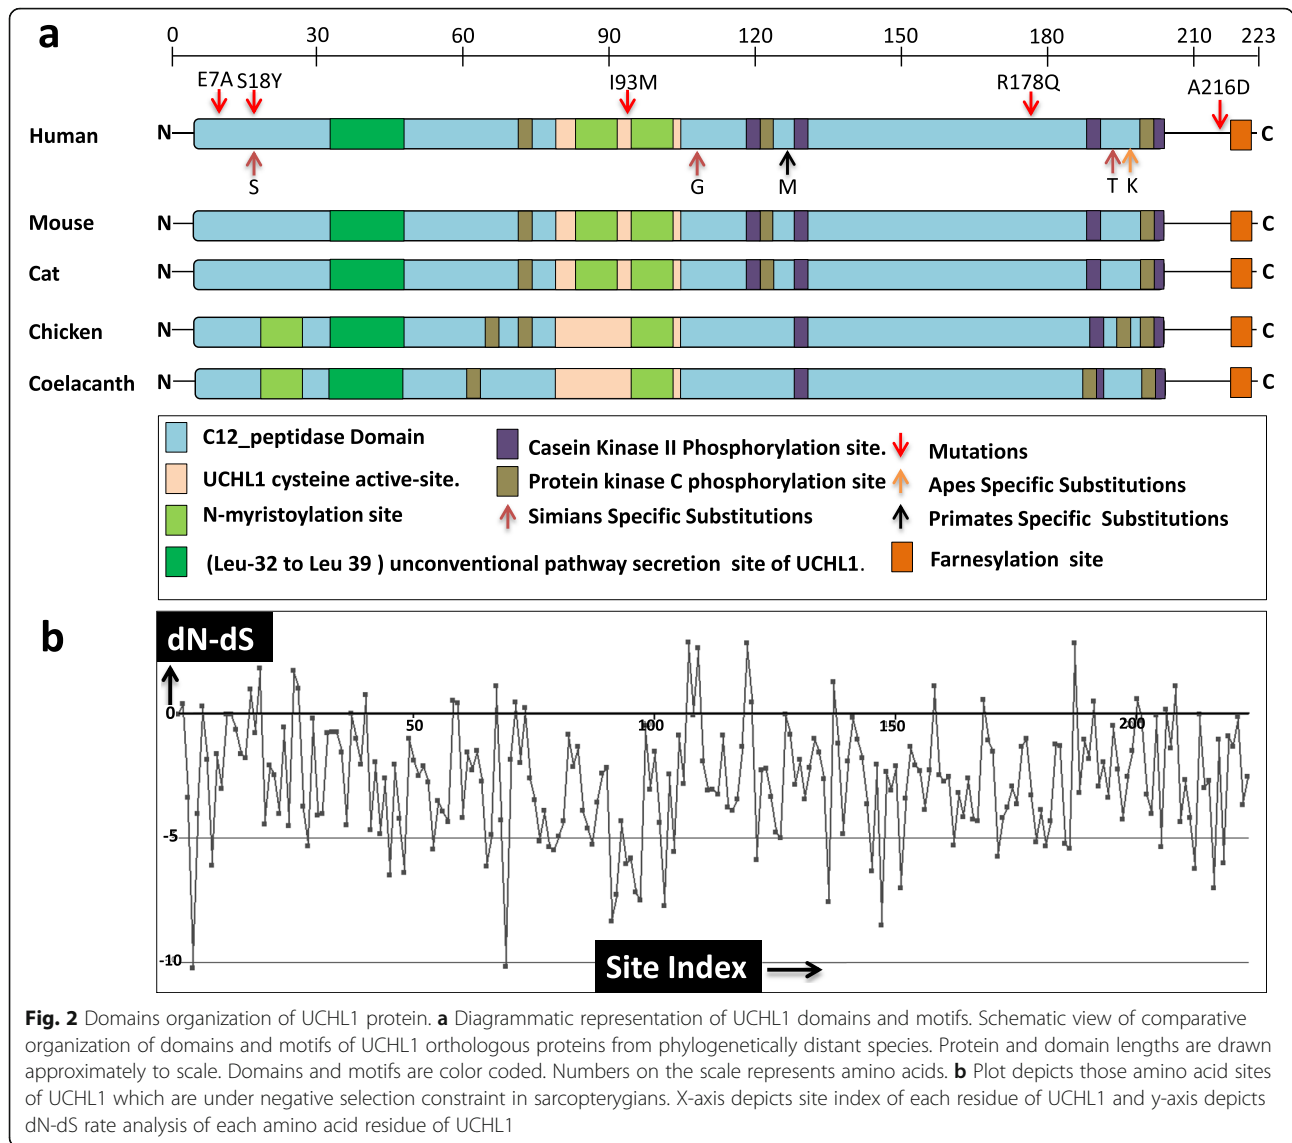 a
0 30 60 90 120 150 180 210 223
E7A S18Y I93M R178Q A216D
Human N C
S G M T K
Mouse N C
Cat N C
Chicken N C
Coelacanth N C
C12_peptidase Domain
UCHL1 cysteine active-site.
N-myristoylation site
(Leu-32 to Leu 39 ) unconventional pathway secretion site of UCHL1.
Casein Kinase II Phosphorylation site.
Protein kinase C phosphorylation site
Simians Specific Substitutions
Mutations
Apes Specific Substitutions
Primates Specific Substitutions
Farnesylation site
b
dN-dS
0
50 100 150 200
-5
-10
Site Index
Fig. 2 Domains organization of UCHL1 protein. a Diagrammatic representation of UCHL1 domains and motifs. Schematic view of comparative
organization of domains and motifs of UCHL1 orthologous proteins from phylogenetically distant species. Protein and domain lengths are drawn
approximately to scale. Domains and motifs are color coded. Numbers on the scale represents amino acids. b Plot depicts those amino acid sites
of UCHL1 which are under negative selection constraint in sarcopterygians. X-axis depicts site index of each residue of UCHL1 and y-axis depicts
dN-dS rate analysis of each amino acid residue of UCHL1